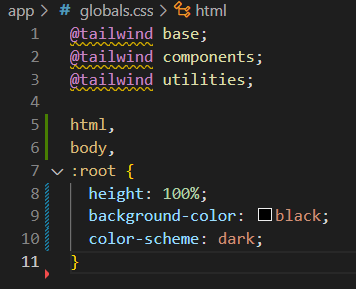 app > # globals.css > html
1 @tailwind base;
2 @tailwind components;
3 @tailwind utilities;
4
5 html,
6 body,
7 :root {
8 height: 100%;
9 background-color: black;
10 color-scheme: dark;
11 }